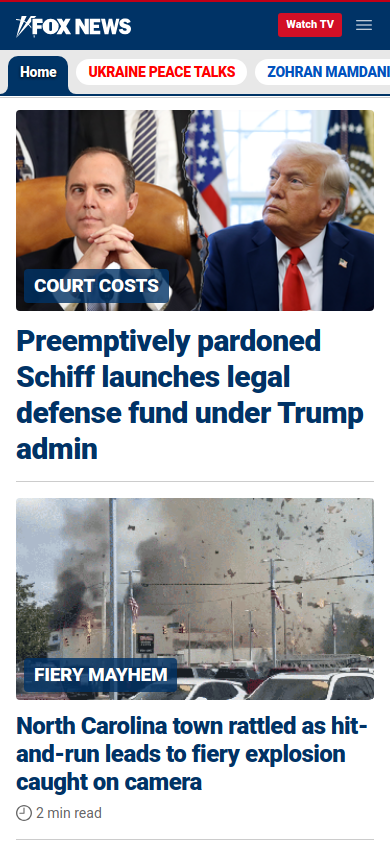 FOX NEWS
Watch TV
Home
UKRAINE PEACE TALKS
ZOHRAN MAMDANI
COURT COSTS
Preemptively pardoned
Schiff launches legal
defense fund under Trump
admin
FIERY MAYHEM
North Carolina town rattled as hit-
and-run leads to fiery explosion
caught on camera
2 min read